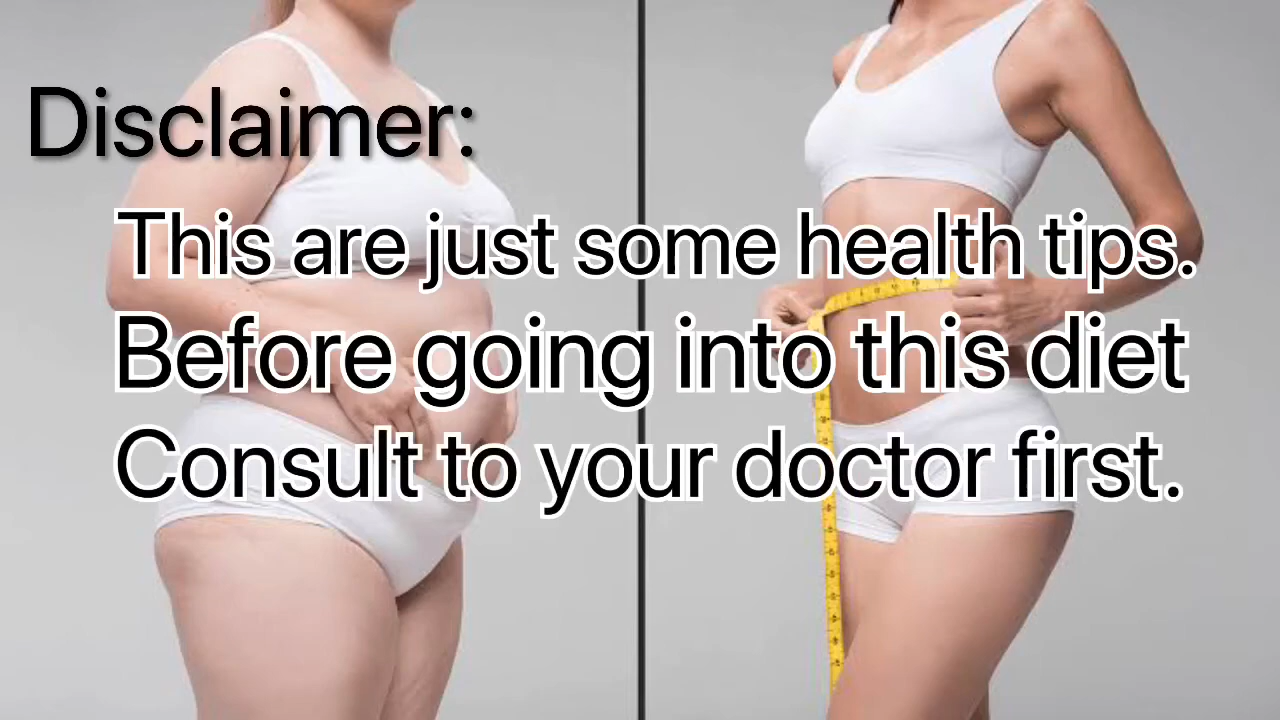 Disclaimer:
This are just some health tips.
Before going into this diet
Consult to your doctor first.